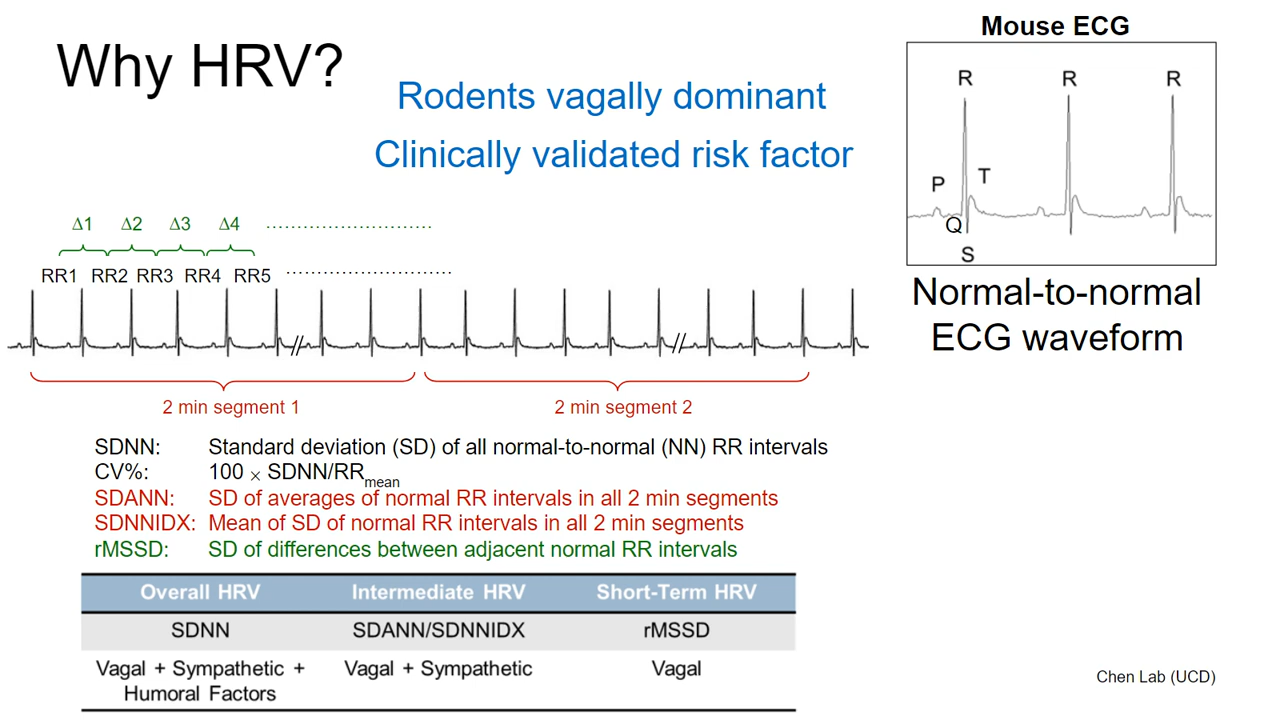 Why HRV?
Rodents vagally dominant
Clinically validated risk factor
Mouse ECG
R R R
P T
Q
S
Normal-to-normal
ECG waveform
Δ1 Δ2 Δ3 Δ4 ................................
RR1 RR2 RR3 RR4 RR5 ................................
2 min segment 1 2 min segment 2
SDNN: Standard deviation (SD) of all normal-to-normal (NN) RR intervals
CV%: 100 × SDNN/RRmean
SDANN: SD of averages of normal RR intervals in all 2 min segments
SDNNIDX: Mean of SD of normal RR intervals in all 2 min segments
rMSSD: SD of differences between adjacent normal RR intervals
Overall HRV Intermediate HRV Short-Term HRV
SDNN SDANN/SDNNIDX rMSSD
Vagal + Sympathetic + Vagal + Sympathetic Vagal
Humoral Factors
Chen Lab (UCD)